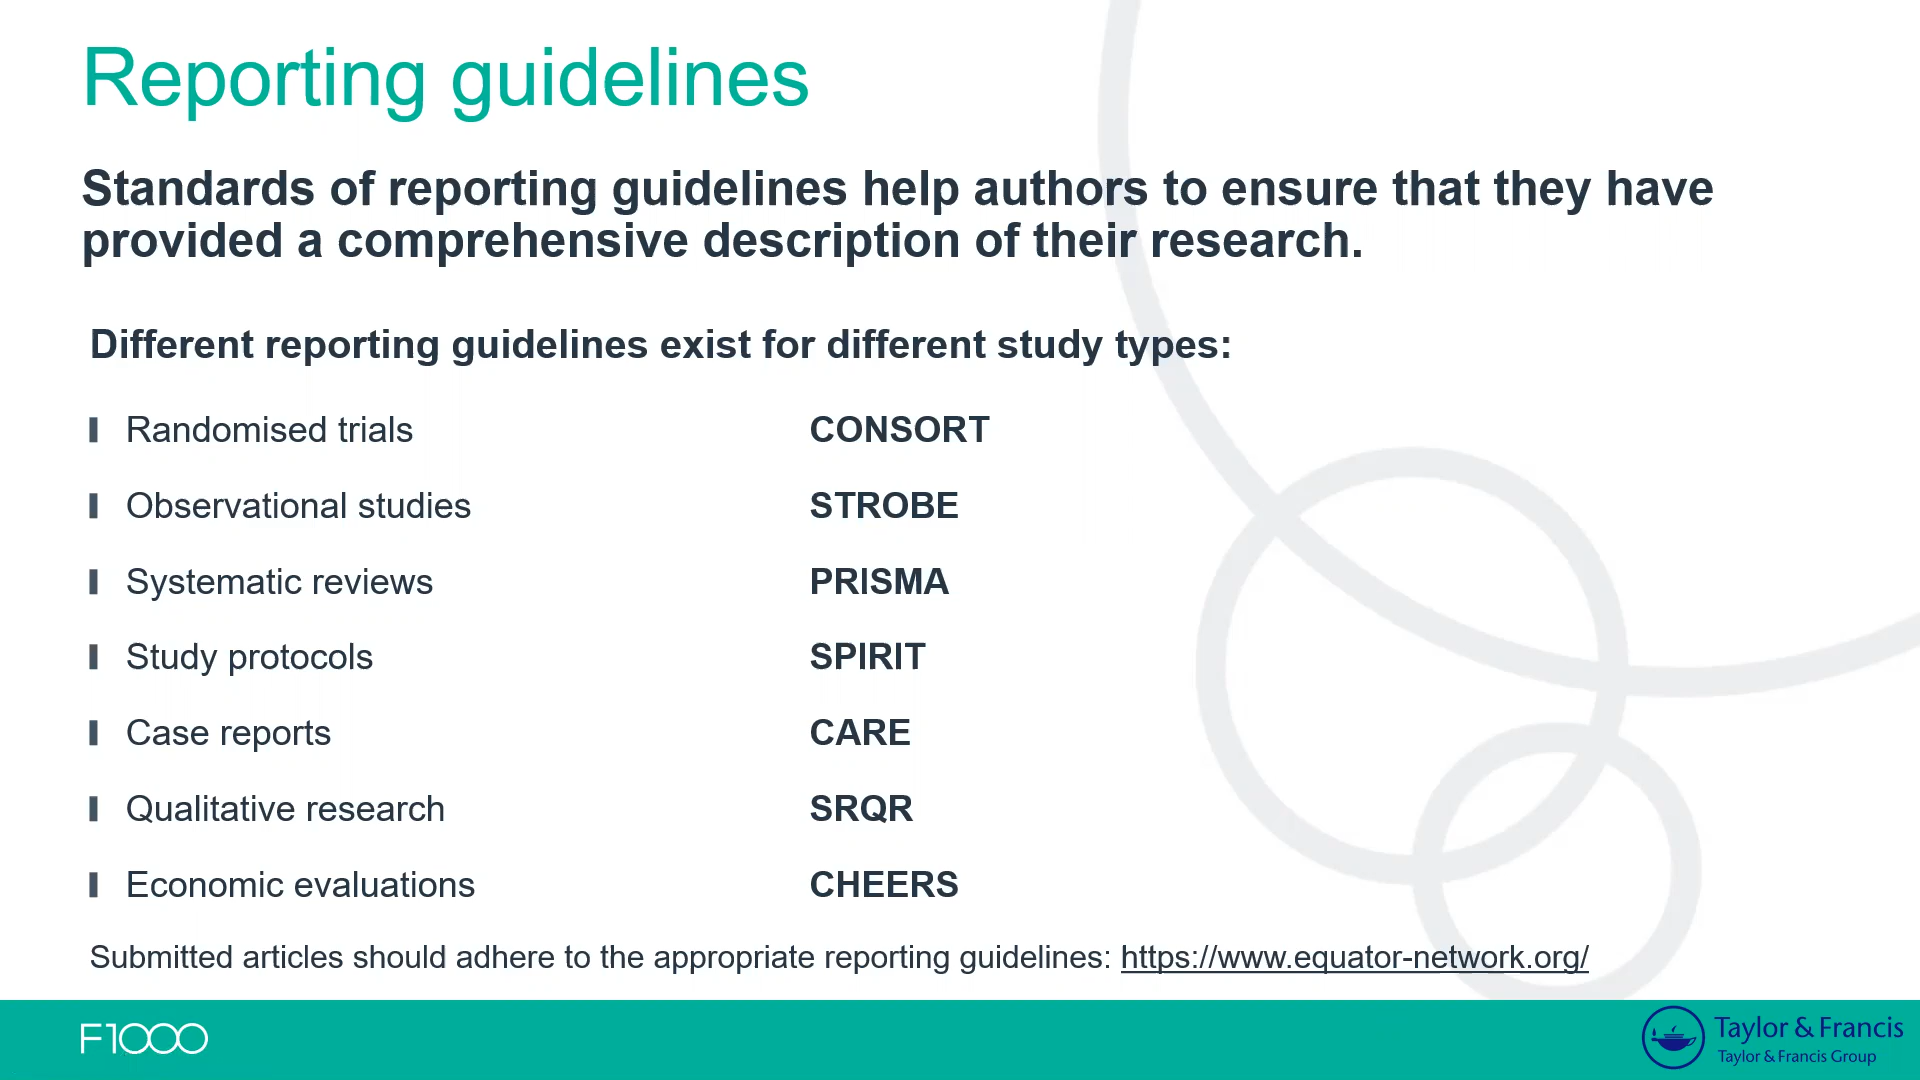 Reporting guidelines
Standards of reporting guidelines help authors to ensure that they have
provided a comprehensive description of their research.
Different reporting guidelines exist for different study types:
Randomised trials CONSORT
Observational studies STROBE
Systematic reviews PRISMA
Study protocols SPIRIT
Case reports CARE
Qualitative research SRQR
Economic evaluations CHEERS
Submitted articles should adhere to the appropriate reporting guidelines: https://www.equator-network.org/
F1000
Taylor & Francis
Taylor & Francis Group